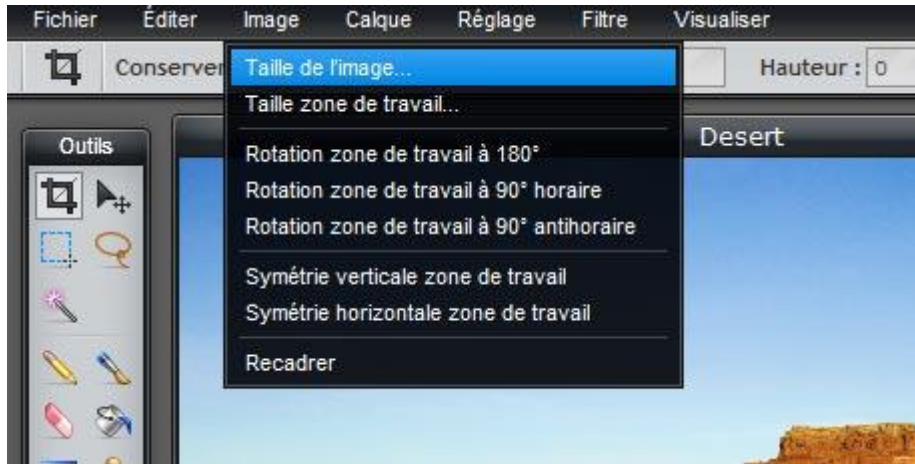 Fichier Éditer Image Calque Réglage Filtre Visualiser
Conserver Hauteur : 0
Taille de l'image...
Taille zone de travail...
Outils
Desert
Rotation zone de travail à 180°
Rotation zone de travail à 90° horaire
Rotation zone de travail à 90° antihoraire
Symétrie verticale zone de travail
Symétrie horizontale zone de travail
Recadrer